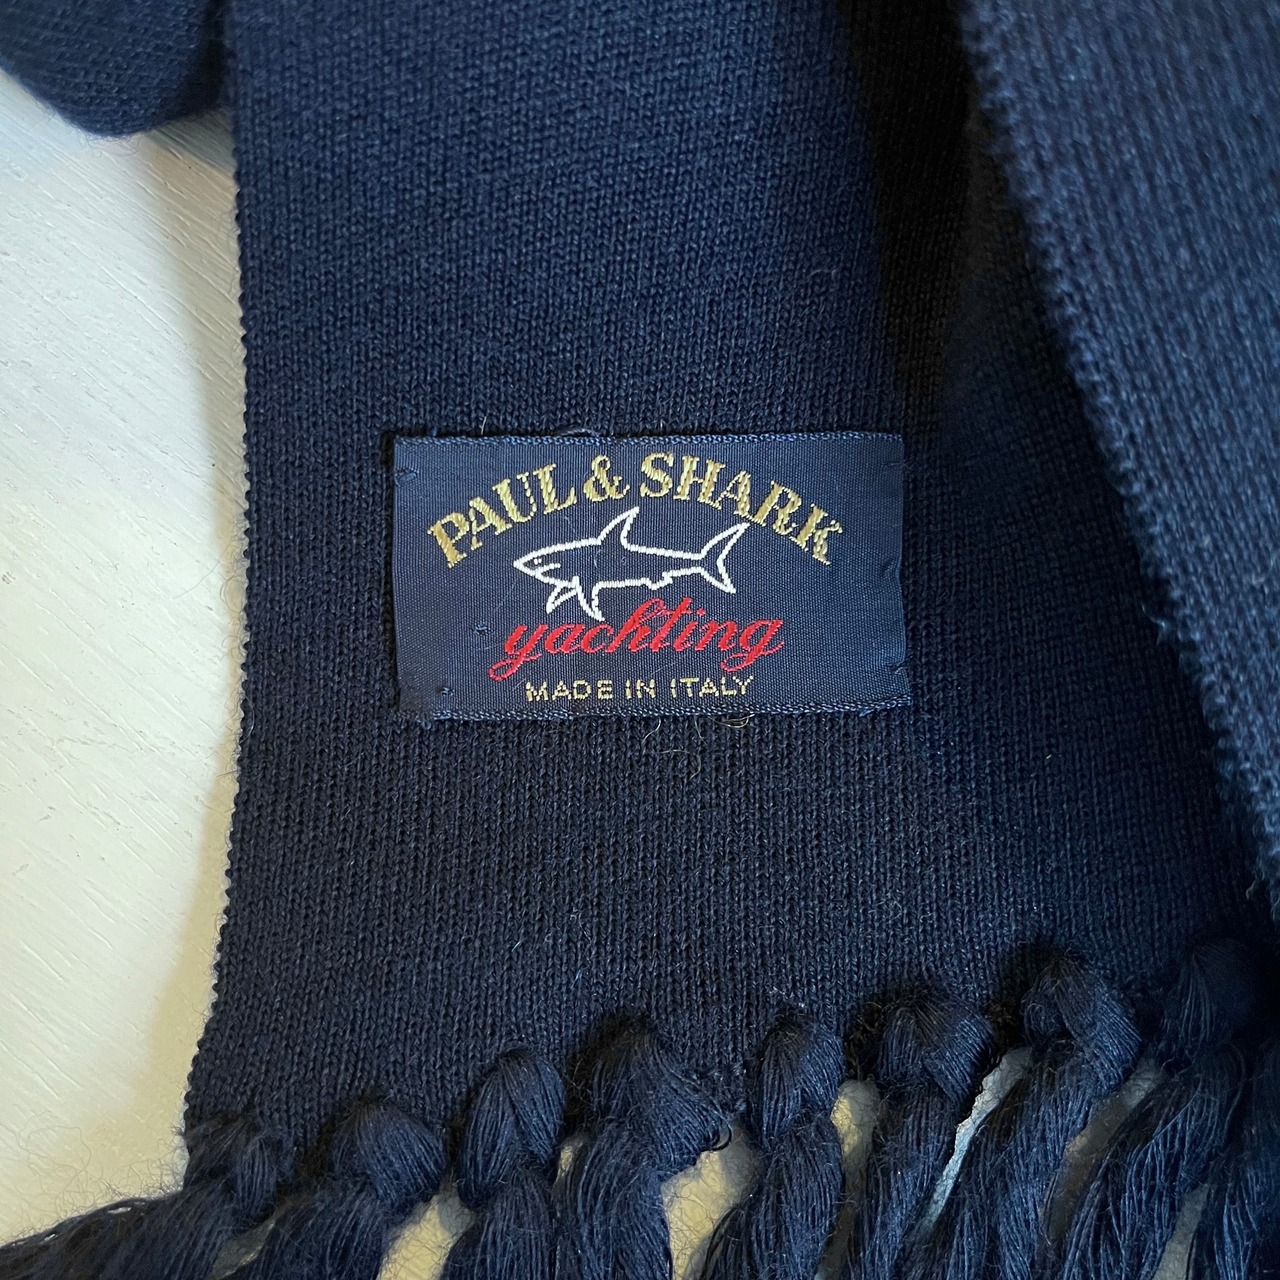 PAUL & SHARK
yachting
MADE IN ITALY